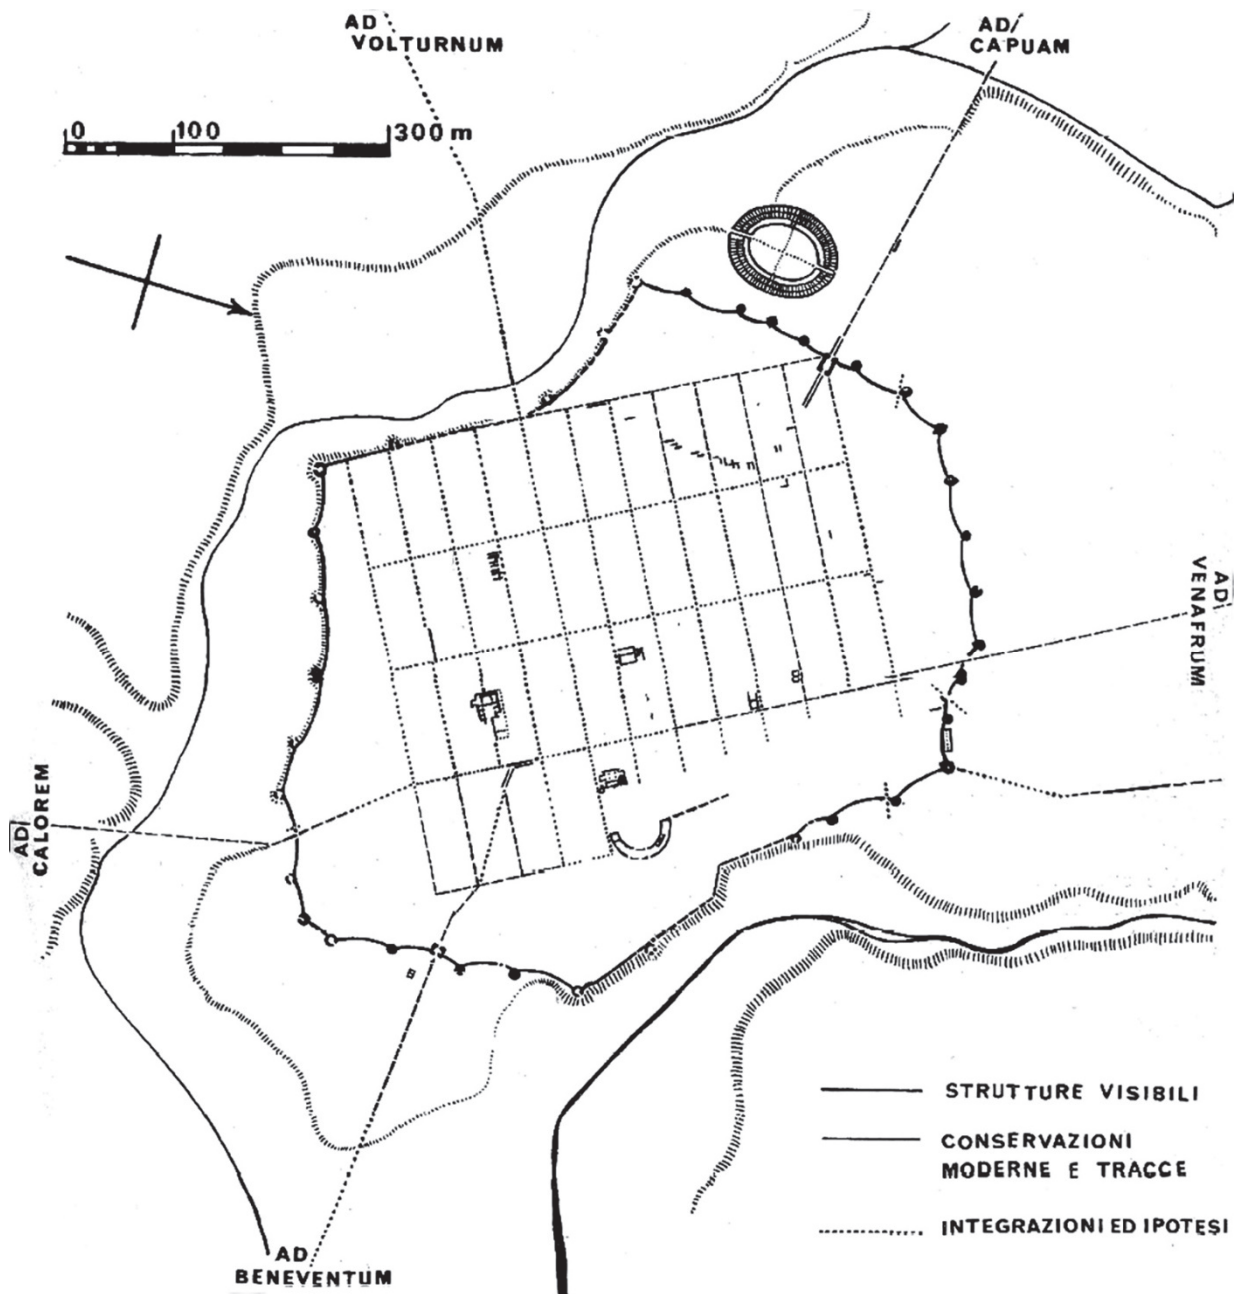 AD
VOLTURNUM
AD
CAPUAM
0 100 300 m
AD
VENAFRUM
AD
CALOREM
STRUTTURE VISIBILI
CONSERVAZIONI
MODERNE E TRACCE
INTEGRAZIONI ED IPOTESI
AD
BENEVENTUM